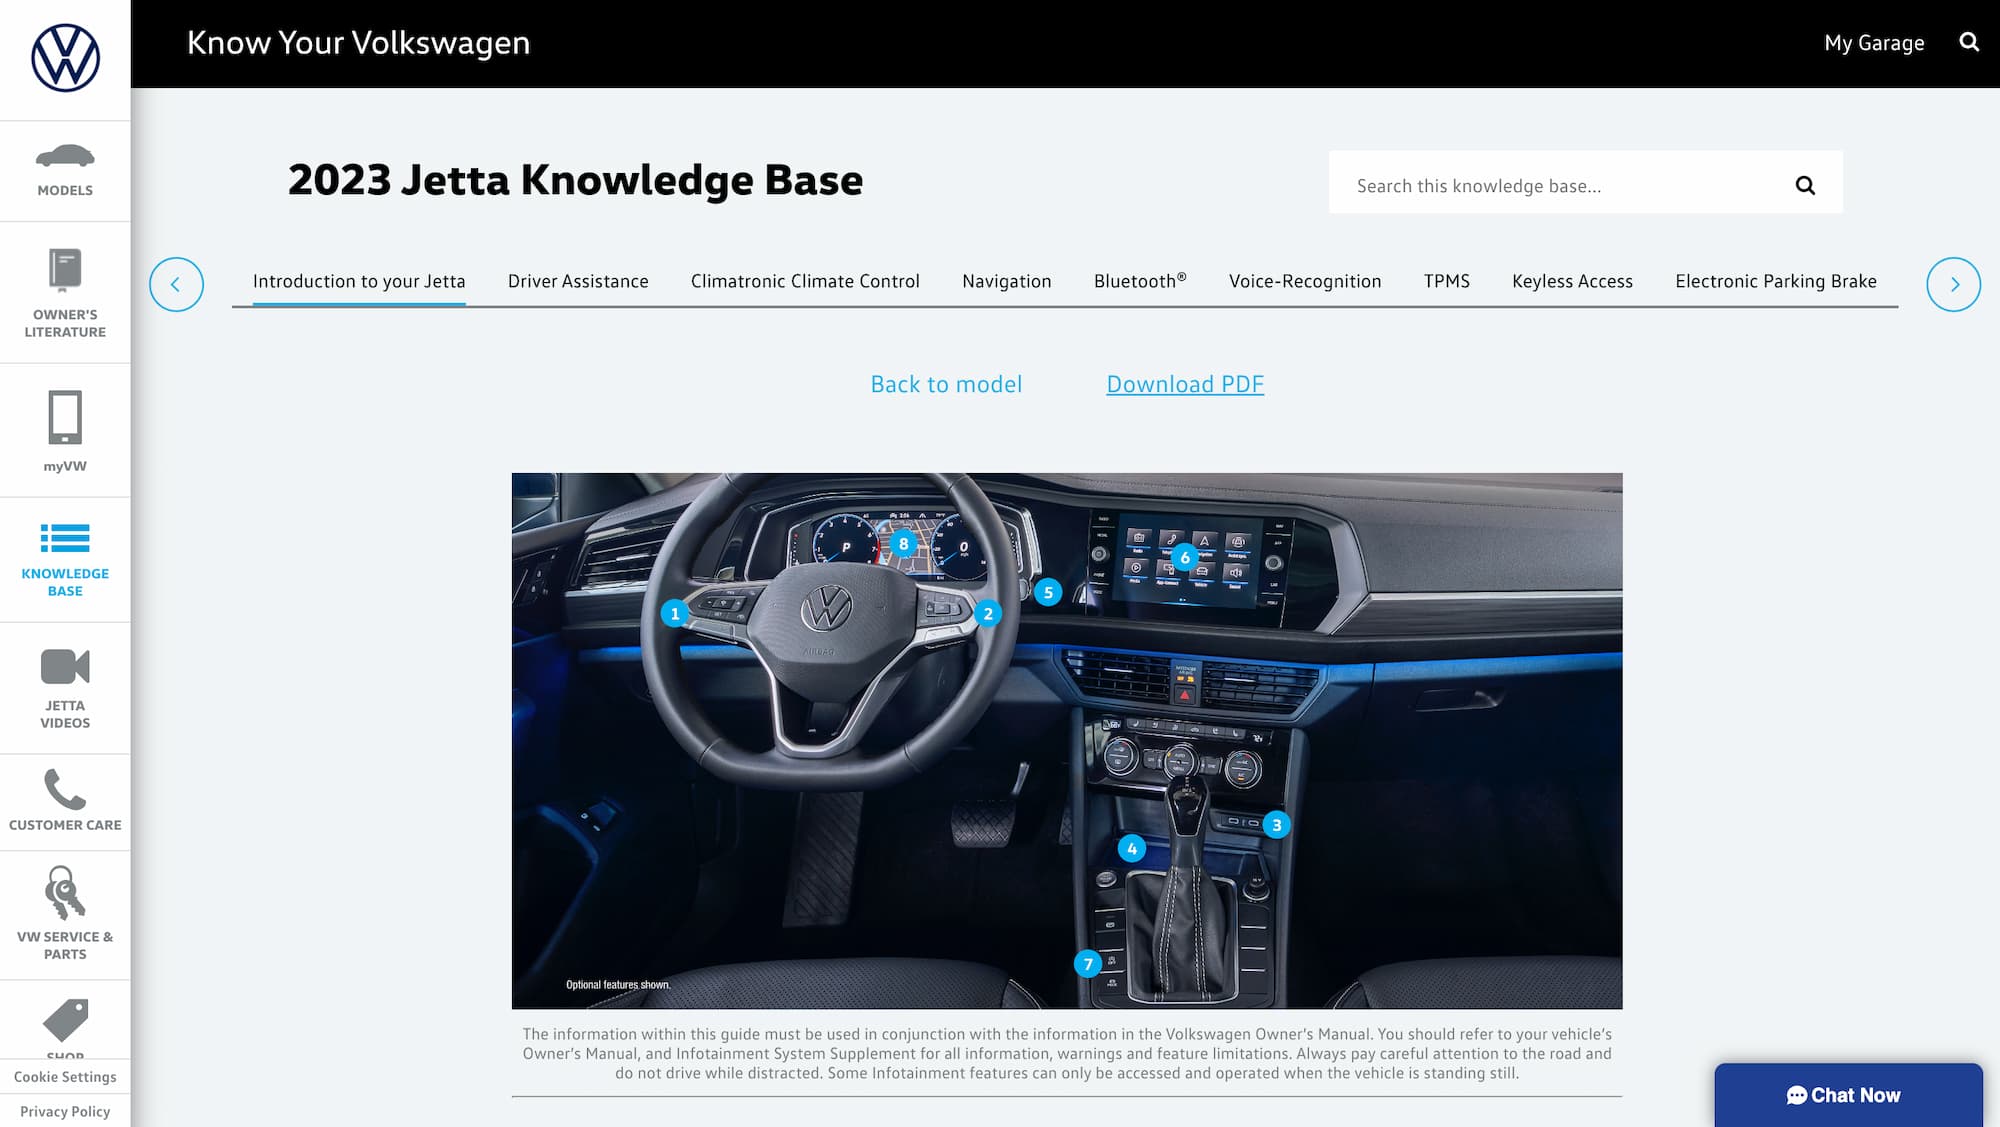 Know Your Volkswagen
My Garage
MODELS
OWNER'S
LITERATURE
myVW
KNOWLEDGE
BASE
JETTA
VIDEOS
CUSTOMER CARE
VW SERVICE &
PARTS
SHOP
Cookie Settings
Privacy Policy
2023 Jetta Knowledge Base
Search this knowledge base...
Introduction to your Jetta
Driver Assistance
Climatronic Climate Control
Navigation
Bluetooth®
Voice-Recognition
TPMS
Keyless Access
Electronic Parking Brake
Back to model
Download PDF
8
6
5
1
2
P
0
AIRBAG
3
4
7
Optional features shown.
The information within this guide must be used in conjunction with the information in the Volkswagen Owner's Manual. You should refer to your vehicle's
Owner's Manual, and Infotainment System Supplement for all information, warnings and feature limitations. Always pay careful attention to the road and
do not drive while distracted. Some Infotainment features can only be accessed and operated when the vehicle is standing still.
Chat Now